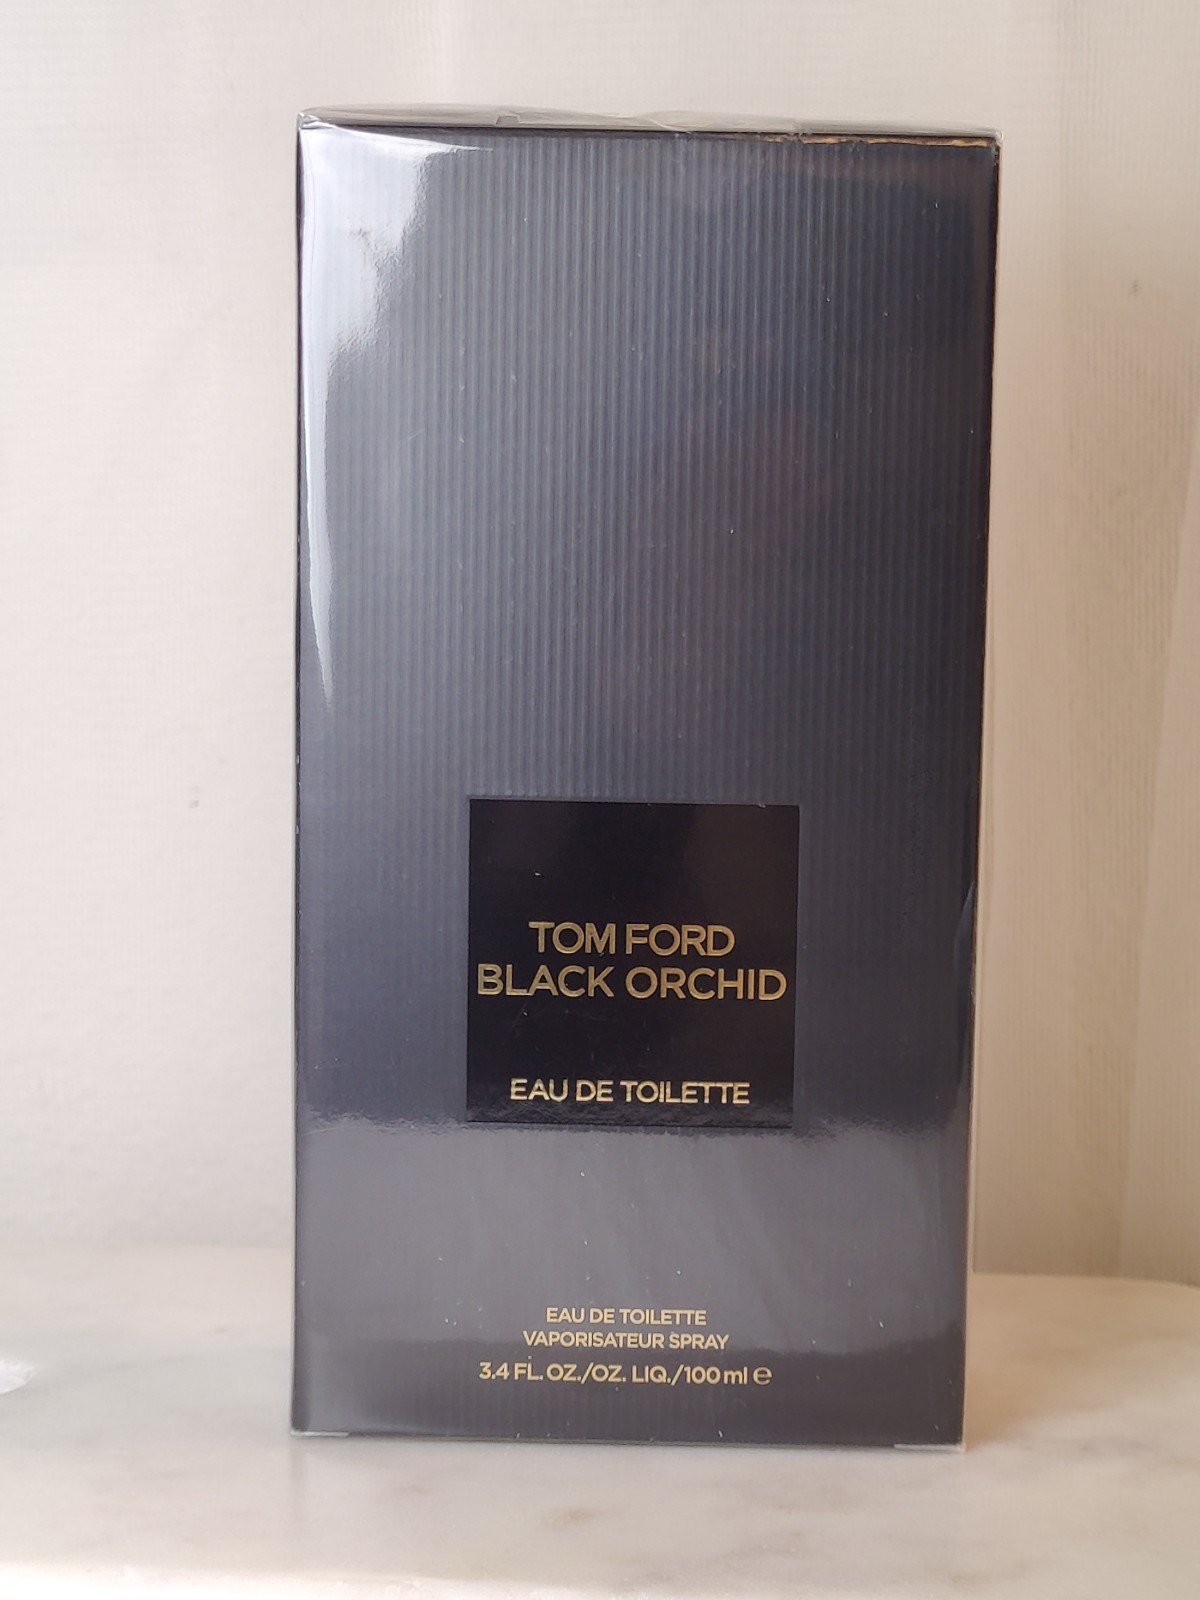 TOM FORD
BLACK ORCHID
EAU DE TOILETTE
EAU DE TOILETTE
VAPORISATEUR SPRAY
3.4 FL. OZ./OZ. LIQ./100 ml ℮